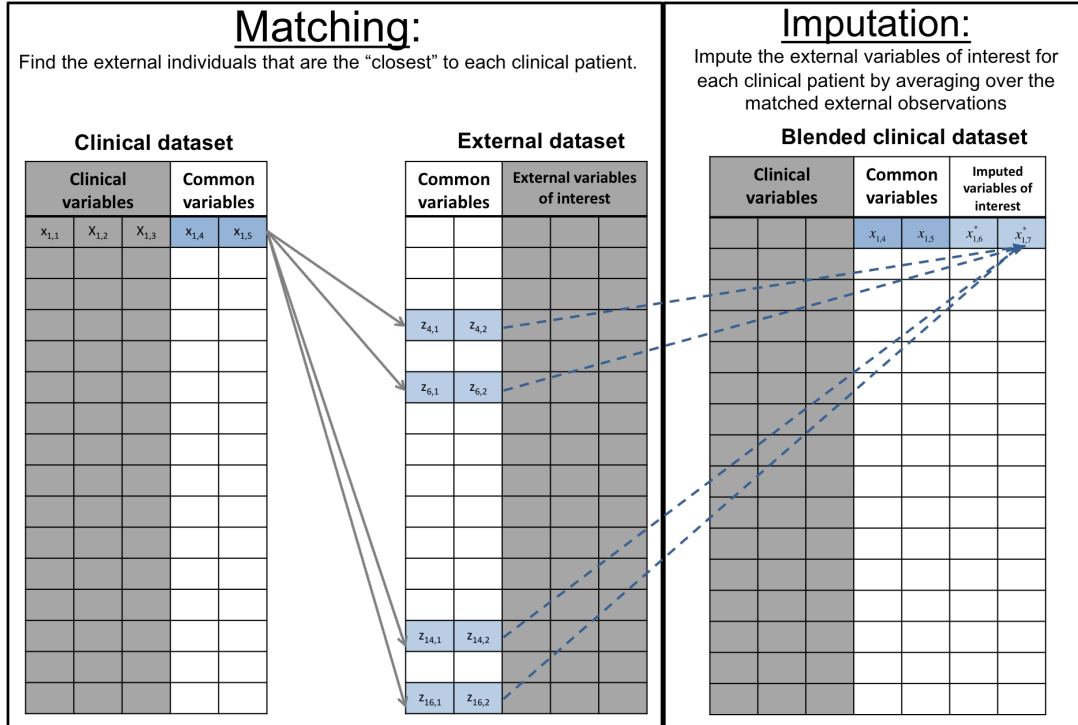 Matching:
Find the external individuals that are the “closest” to each clinical patient.
Clinical dataset
Clinical variables
Common variables
x1,1 X1,2 X1,3 x1,4 x1,5
External dataset
Common variables
External variables of interest
z4,1 z4,2
z6,1 z6,2
z14,1 z14,2
z16,1 z16,2
Imputation:
Impute the external variables of interest for
each clinical patient by averaging over the
matched external observations
Blended clinical dataset
Clinical variables
Common variables
Imputed variables of interest
x1,4 x1,5 x*1,6 x*1,7